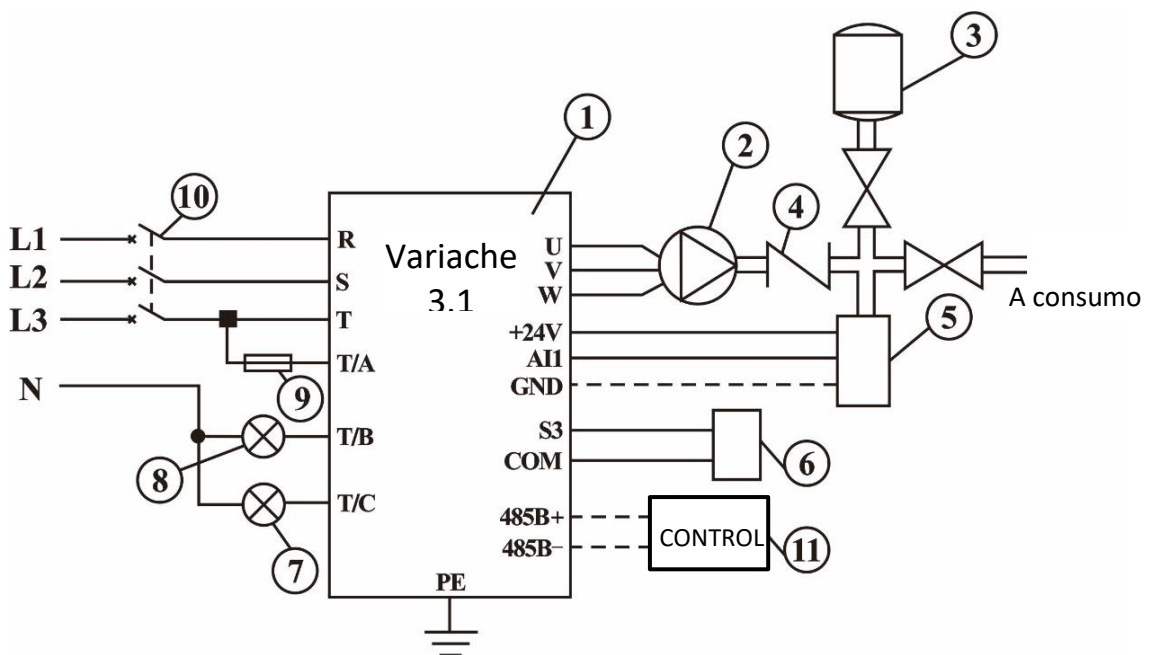 3
1
2
10
4
L1
R
Variache
3.1
U
V
W
L2
S
L3
T
A consumo
+24V
5
AI1
T/A
GND
N
9
S3
T/B
COM
6
8
T/C
485B+
CONTROL
11
485B−
7
PE